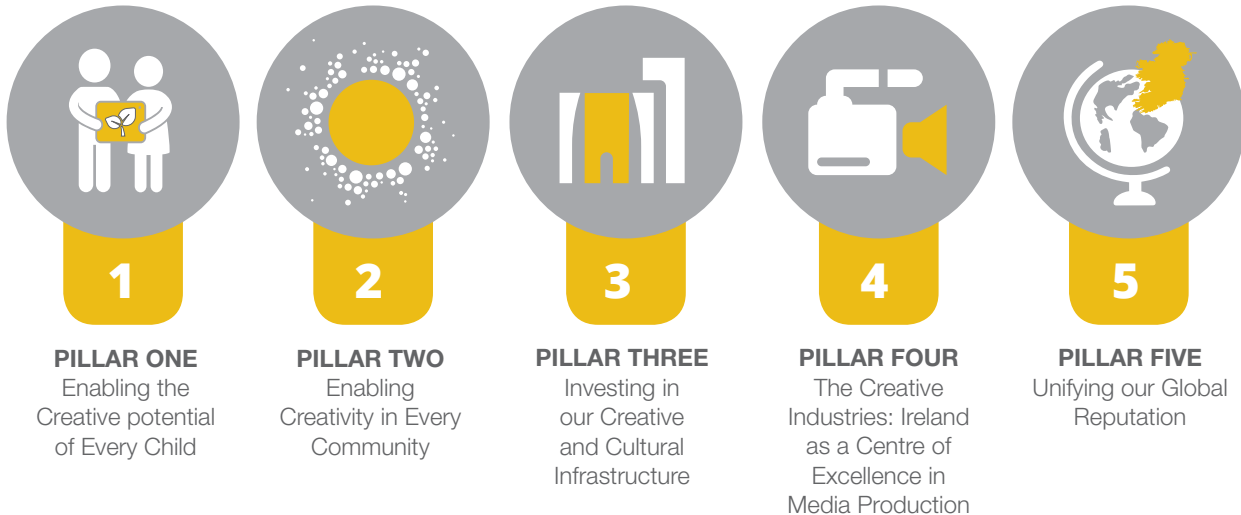 1
PILLAR ONE
Enabling the
Creative potential
of Every Child
2
PILLAR TWO
Enabling
Creativity in Every
Community
3
PILLAR THREE
Investing in
our Creative
and Cultural
Infrastructure
4
PILLAR FOUR
The Creative
Industries: Ireland
as a Centre of
Excellence in
Media Production
5
PILLAR FIVE
Unifying our Global
Reputation